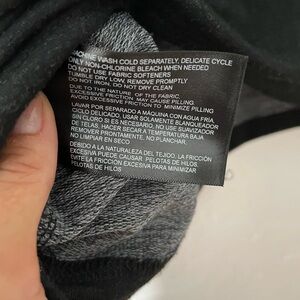 MACHINE WASH COLD SEPARATELY, DELICATE CYCLE
ONLY NON-CHLORINE BLEACH WHEN NEEDED
DO NOT USE FABRIC SOFTENERS
TUMBLE DRY LOW, REMOVE PROMPTLY
DO NOT IRON, DO NOT DRY CLEAN
DUE TO THE NATURE OF THE FABRIC,
EXCESSIVE FRICTION MAY CAUSE PILLING
AVOID EXCESSIVE FRICTION TO MINIMIZE PILLING
LAVAR POR SEPARADO A MÁQUINA CON AGUA FRÍA
CICLO DELICADO, USAR SOLAMENTE BLANQUEADOR
SIN CLORO SI ES NECESARIO. NO USE SUAVIZADOR
DE TELAS, HACER SECAR A TEMPERATURA BAJA
REMOVER PRONTAMENTE, NO PLANCHAR,
NO LIMPIAR EN SECO
DEBIDO A LA NATURALEZA DEL TEJIDO, LA FRICCIÓN
EXCESIVA PUEDE CAUSAR PELOTAS DE HILOS
EVITE LA FRICCIÓN EXCESIVA PARA MINIMIZAR
PELOTAS DE HILOS